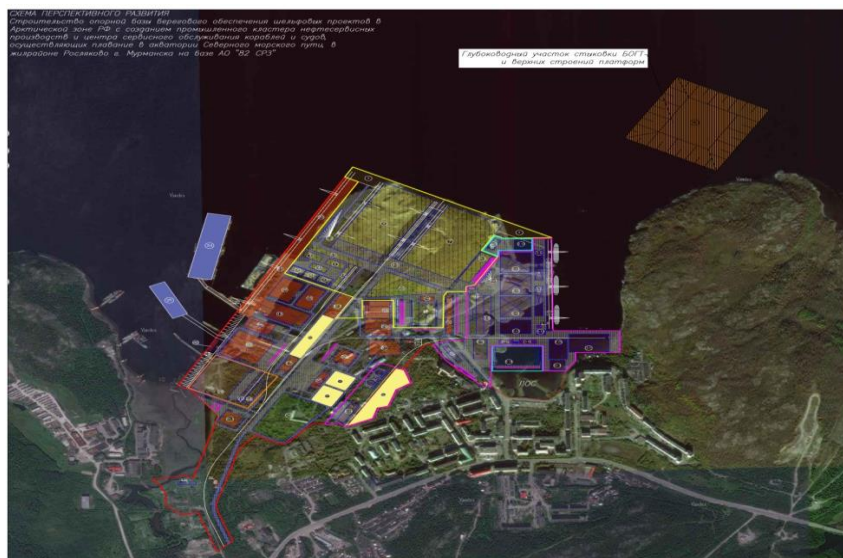 СХЕМА ПЕРСПЕКТИВНОГО РАЗВИТИЯ
Строительство опорной базы берегового обеспечения шельфовых проектов в
Арктической зоне РФ с созданием промышленного кластера нефтесервисных
производств и центра сервисного обслуживания кораблей и судов,
осуществляющих плавание в акватории Северного морского пути, в
жилрайоне Росляково г. Мурманска на базе АО "82 СРЗ"
Глубоководный участок стыковки БОГТ-
и верхних строений платформ